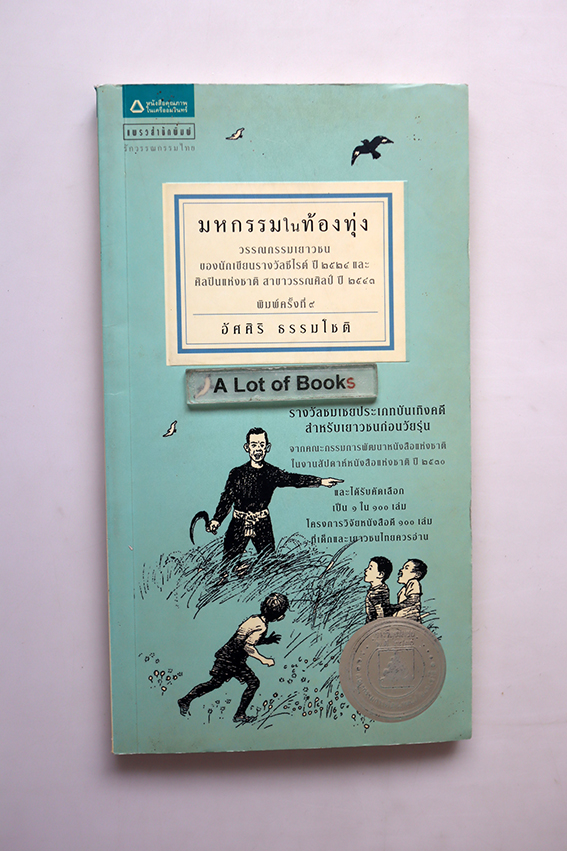 หนังสือคุณภาพ
ในเครืออมรินทร์
แพรวสำนักพิมพ์
รักวรรณกรรมไทย
มหกรรมในท้องทุ่ง
วรรณกรรมเยาวชน
ของนักเขียนรางวัลซีไรต์ ปี ๒๕๒๔ และ
ศิลปินแห่งชาติ สาขาวรรณศิลป์ ปี ๒๕๔๓
พิมพ์ครั้งที่ ๙
อัศศิริ ธรรมโชติ
A Lot of Books
รางวัลชมเชยประเภทบันเทิงคดี
สำหรับเยาวชนก่อนวัยรุ่น
จากคณะกรรมการพัฒนาหนังสือแห่งชาติ
ในงานสัปดาห์หนังสือแห่งชาติ ปี ๒๕๓๐
และได้รับคัดเลือก
เป็น ๑ ใน ๑๐๐ เล่ม
โครงการวิจัยหนังสือดี ๑๐๐ เล่ม
ที่เด็กและเยาวชนไทยควรอ่าน